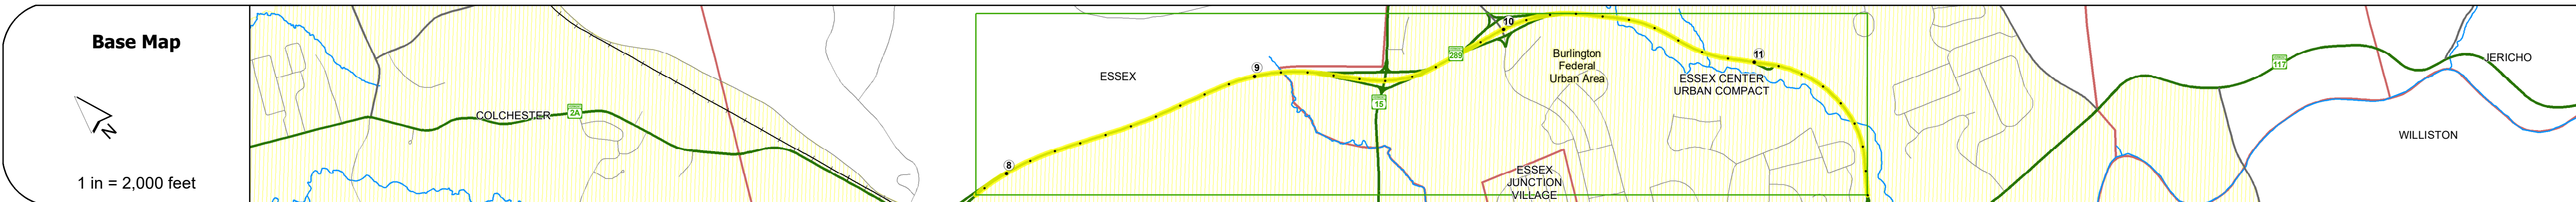 Base Map
N
1 in = 2,000 feet
COLCHESTER
2A
8
ESSEX
9
15
289
10
Burlington
Federal
Urban Area
ESSEX
JUNCTION
VILLAGE
ESSEX CENTER
URBAN COMPACT
11
117
JERICHO
WILLISTON